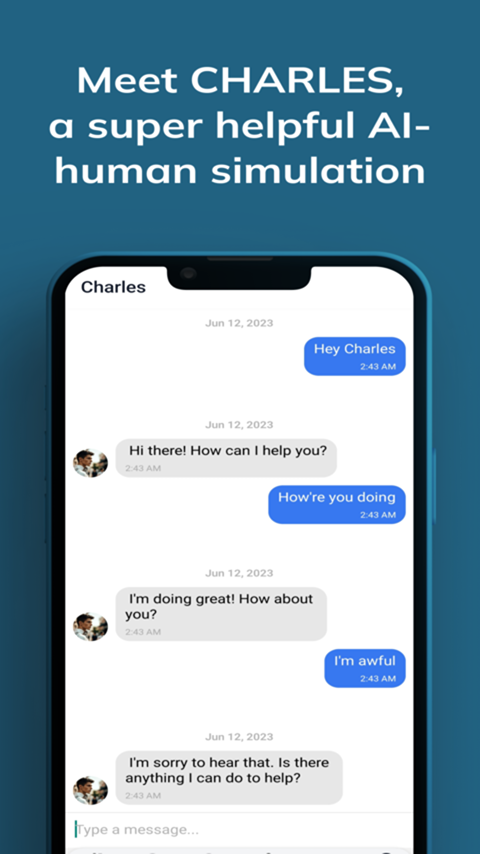 Meet CHARLES,
a super helpful AI-
human simulation
Charles
Jun 12, 2023
Hey Charles
2:43 AM
Jun 12, 2023
Hi there! How can I help you?
2:43 AM
How're you doing
2:43 AM
Jun 12, 2023
I'm doing great! How about
you?
2:43 AM
I'm awful
2:43 AM
Jun 12, 2023
I'm sorry to hear that. Is there
anything I can do to help?
2:43 AM
Type a message...